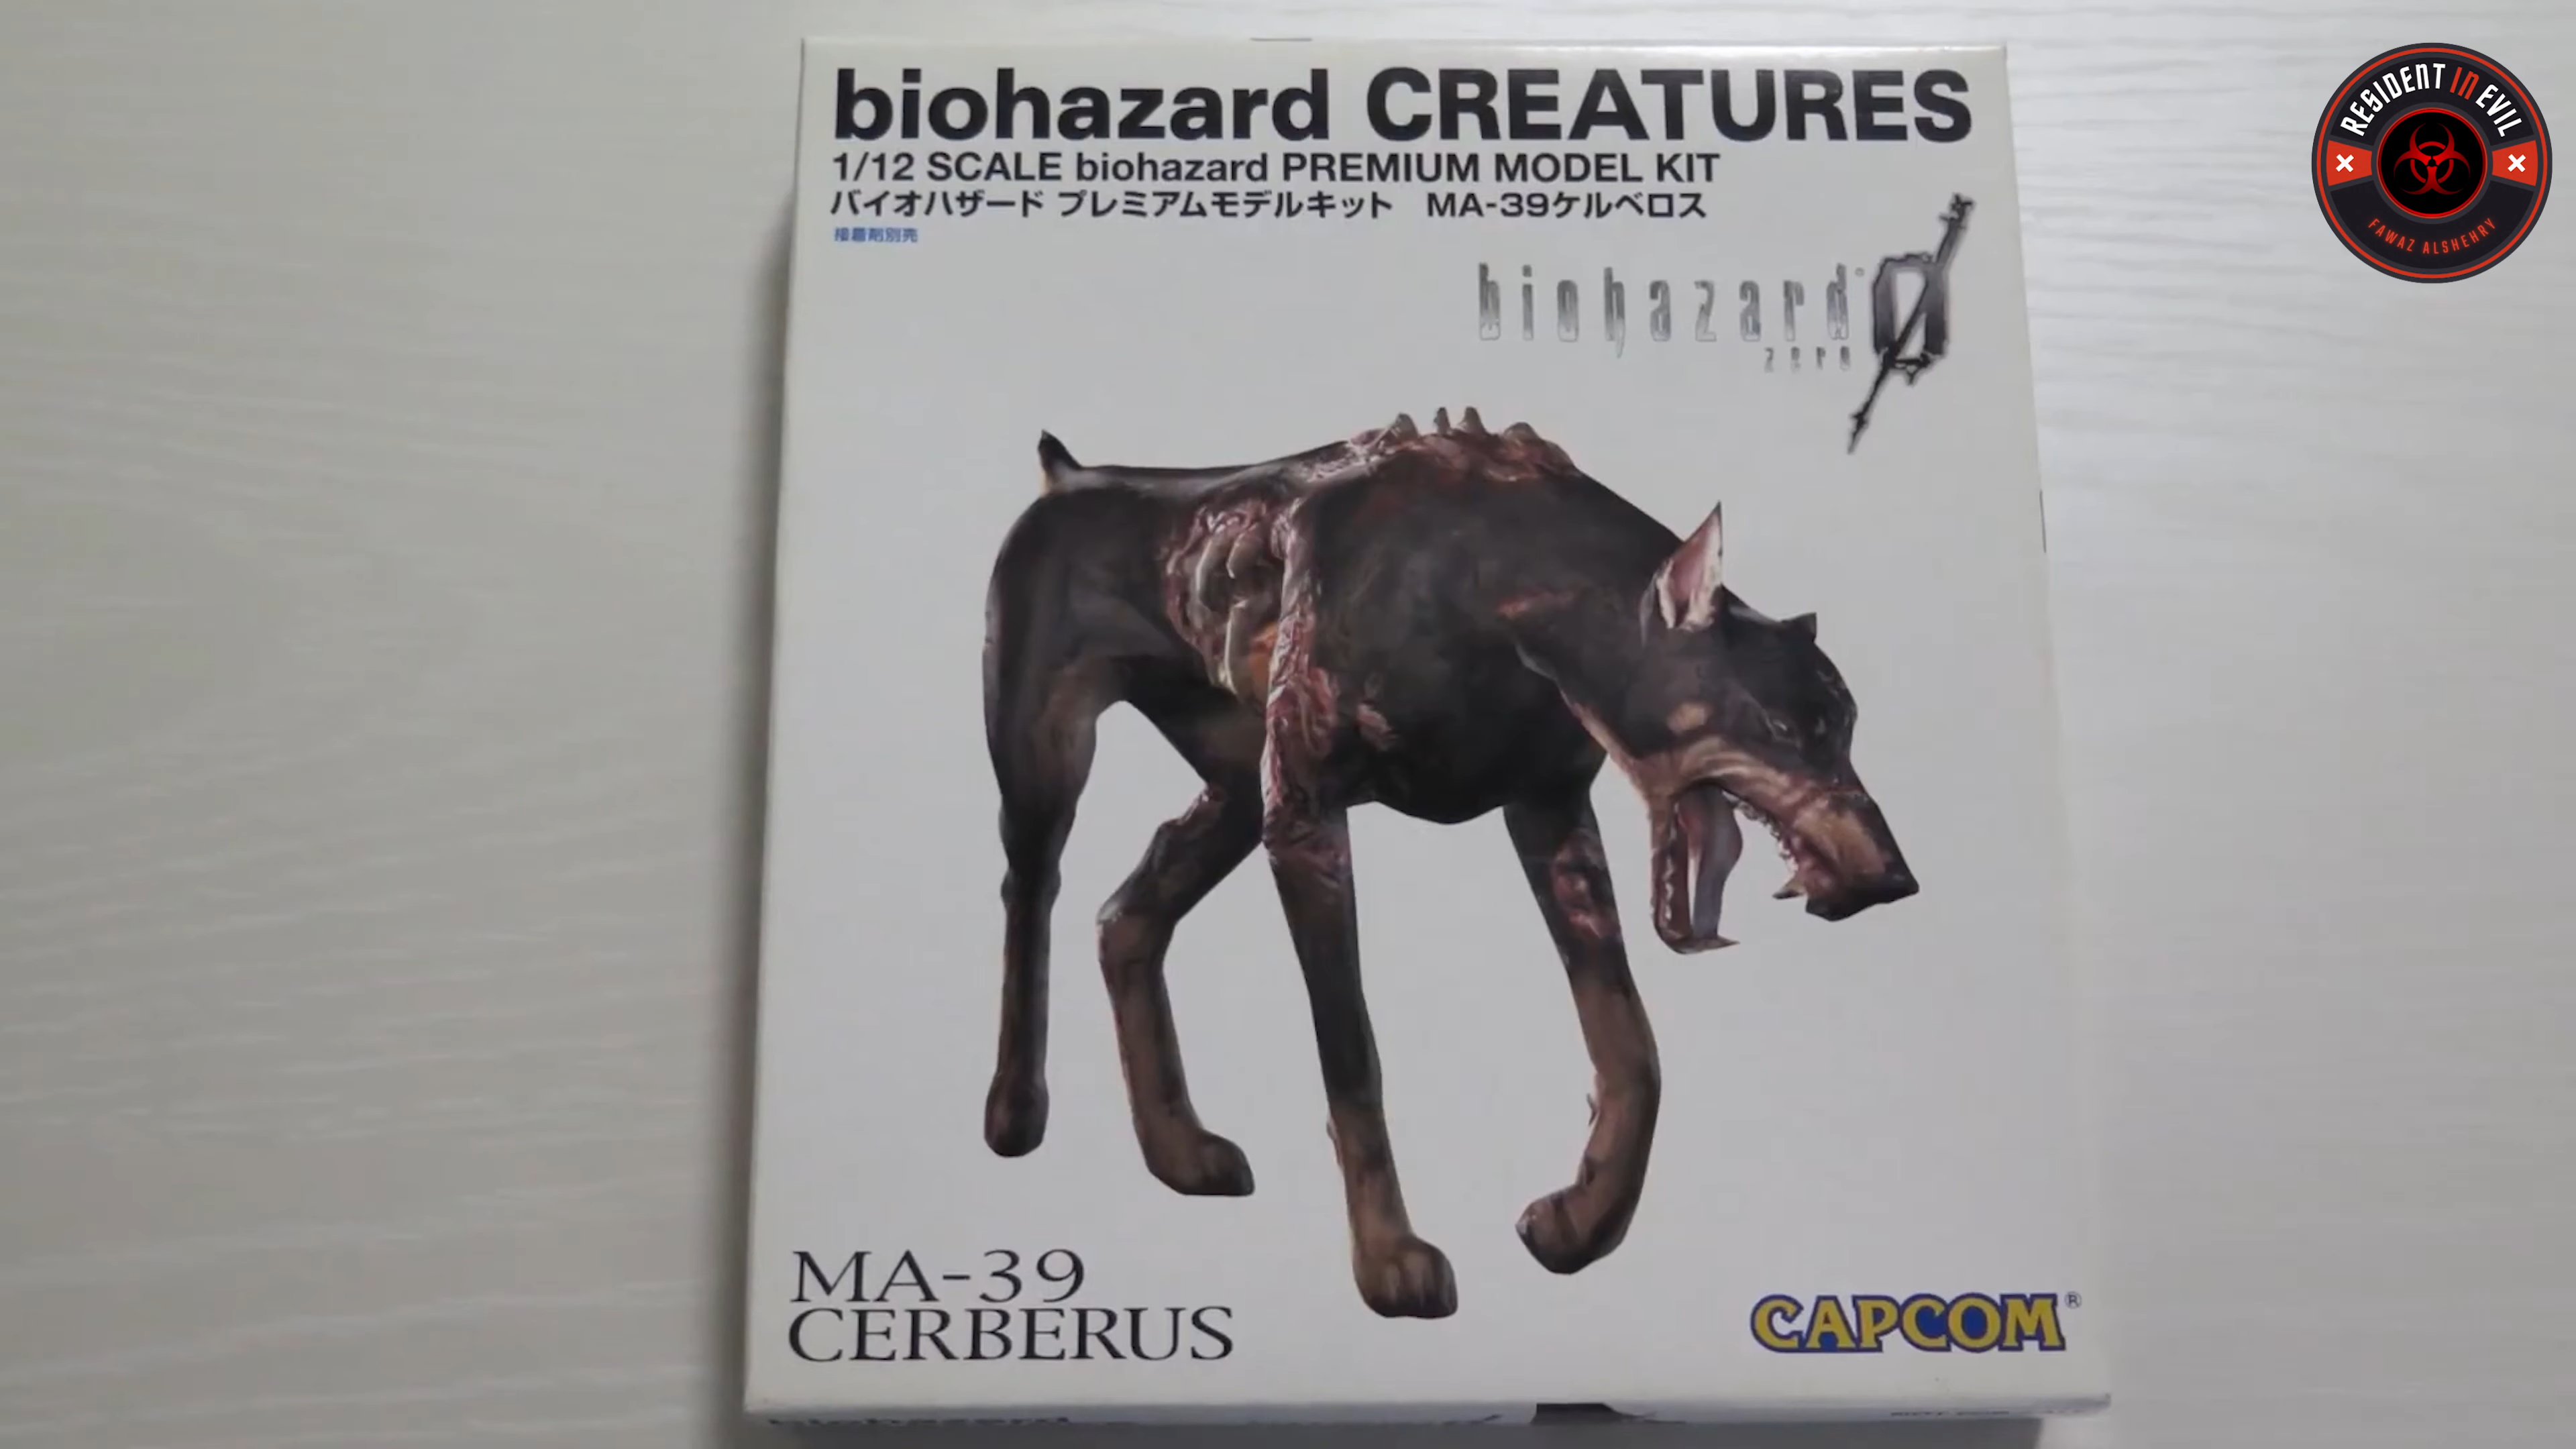 biohazard CREATURES
1/12 SCALE biohazard PREMIUM MODEL KIT
バイオハザード プレミアムモデルキット MA-39ケルベロス
接着剤別売
biohazard® 0
zero
MA-39
CERBERUS
CAPCOM®
biohazard
RESIDENT IN EVIL
FAWAZ ALSHEHRY